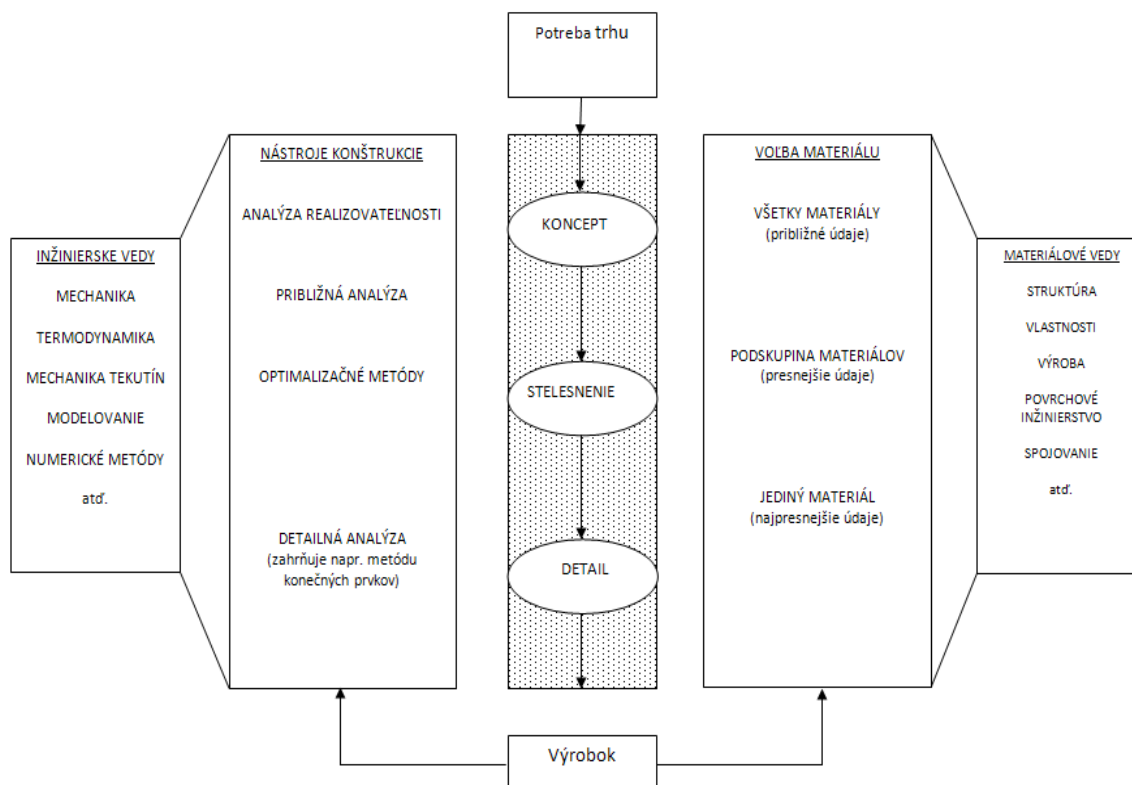 Potreba trhu
INŽINIERSKE VEDY
MECHANIKA
TERMODYNAMIKA
MECHANIKA TEKUTÍN
MODELOVANIE
NUMERICKÉ METÓDY
atď.
NÁSTROJE KONŠTRUKCIE
ANALÝZA REALIZOVATEĽNOSTI
PRIBLIŽNÁ ANALÝZA
OPTIMALIZAČNÉ METÓDY
DETAILNÁ ANALÝZA
(zahrňuje napr. metódu
konečných prvkov)
KONCEPT
STELESNENIE
DETAIL
VOĽBA MATERIÁLU
VŠETKY MATERIÁLY
(približné údaje)
PODSKUPINA MATERIÁLOV
(presnejšie údaje)
JEDINÝ MATERIÁL
(najpresnejšie údaje)
MATERIÁLOVÉ VEDY
STRUKTÚRA
VLASTNOSTI
VÝROBA
POVRCHOVÉ
INŽINIERSTVO
SPOJOVANIE
atď.
Výrobok